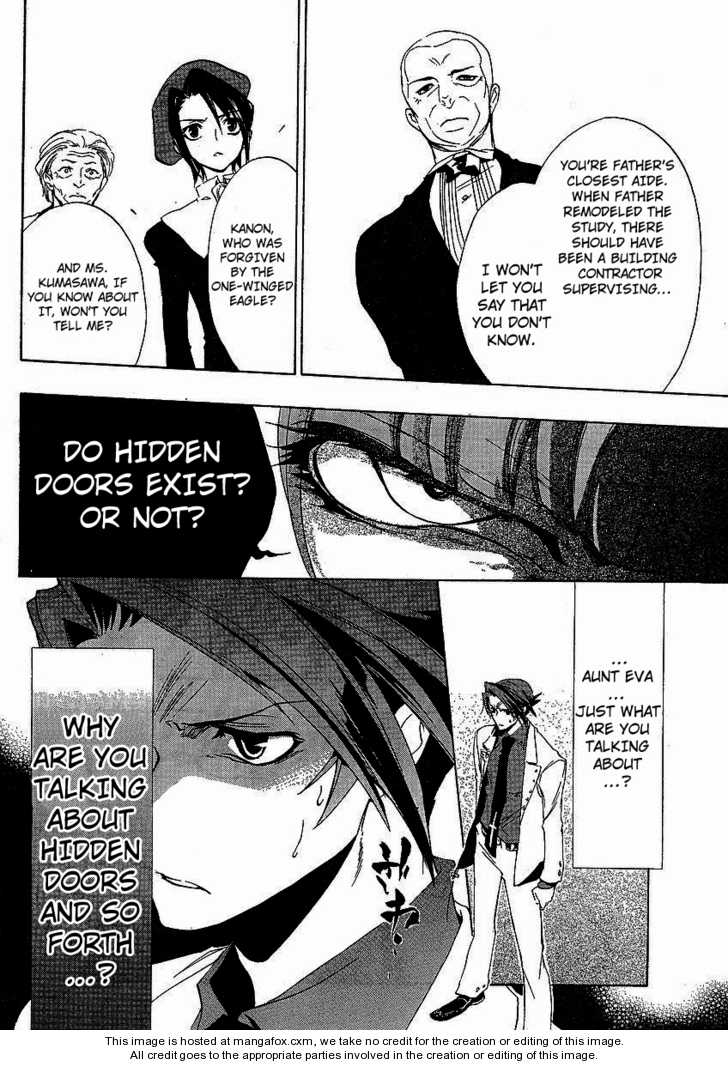 YOU'RE FATHER'S
CLOSEST AIDE.
WHEN FATHER
REMODELED THE
STUDY, THERE
SHOULD HAVE
BEEN A BUILDING
CONTRACTOR
SUPERVISING...
I WON'T
LET YOU
SAY THAT
YOU DON'T
KNOW.
KANON,
WHO WAS
FORGIVEN
BY THE
ONE-WINGED
EAGLE?
AND MS.
KUMASAWA, IF
YOU KNOW ABOUT
IT, WON'T YOU
TELL ME?
DO HIDDEN
DOORS EXIST?
OR NOT?
...
AUNT EVA
...
JUST WHAT
ARE YOU
TALKING
ABOUT
...?
WHY
ARE YOU
TALKING
ABOUT
HIDDEN
DOORS
AND SO
FORTH
...?
This image is hosted at mangafox.cxm, we take no credit for the creation or editing of this image.
All credit goes to the appropriate parties involved in the creation or editing of this image.